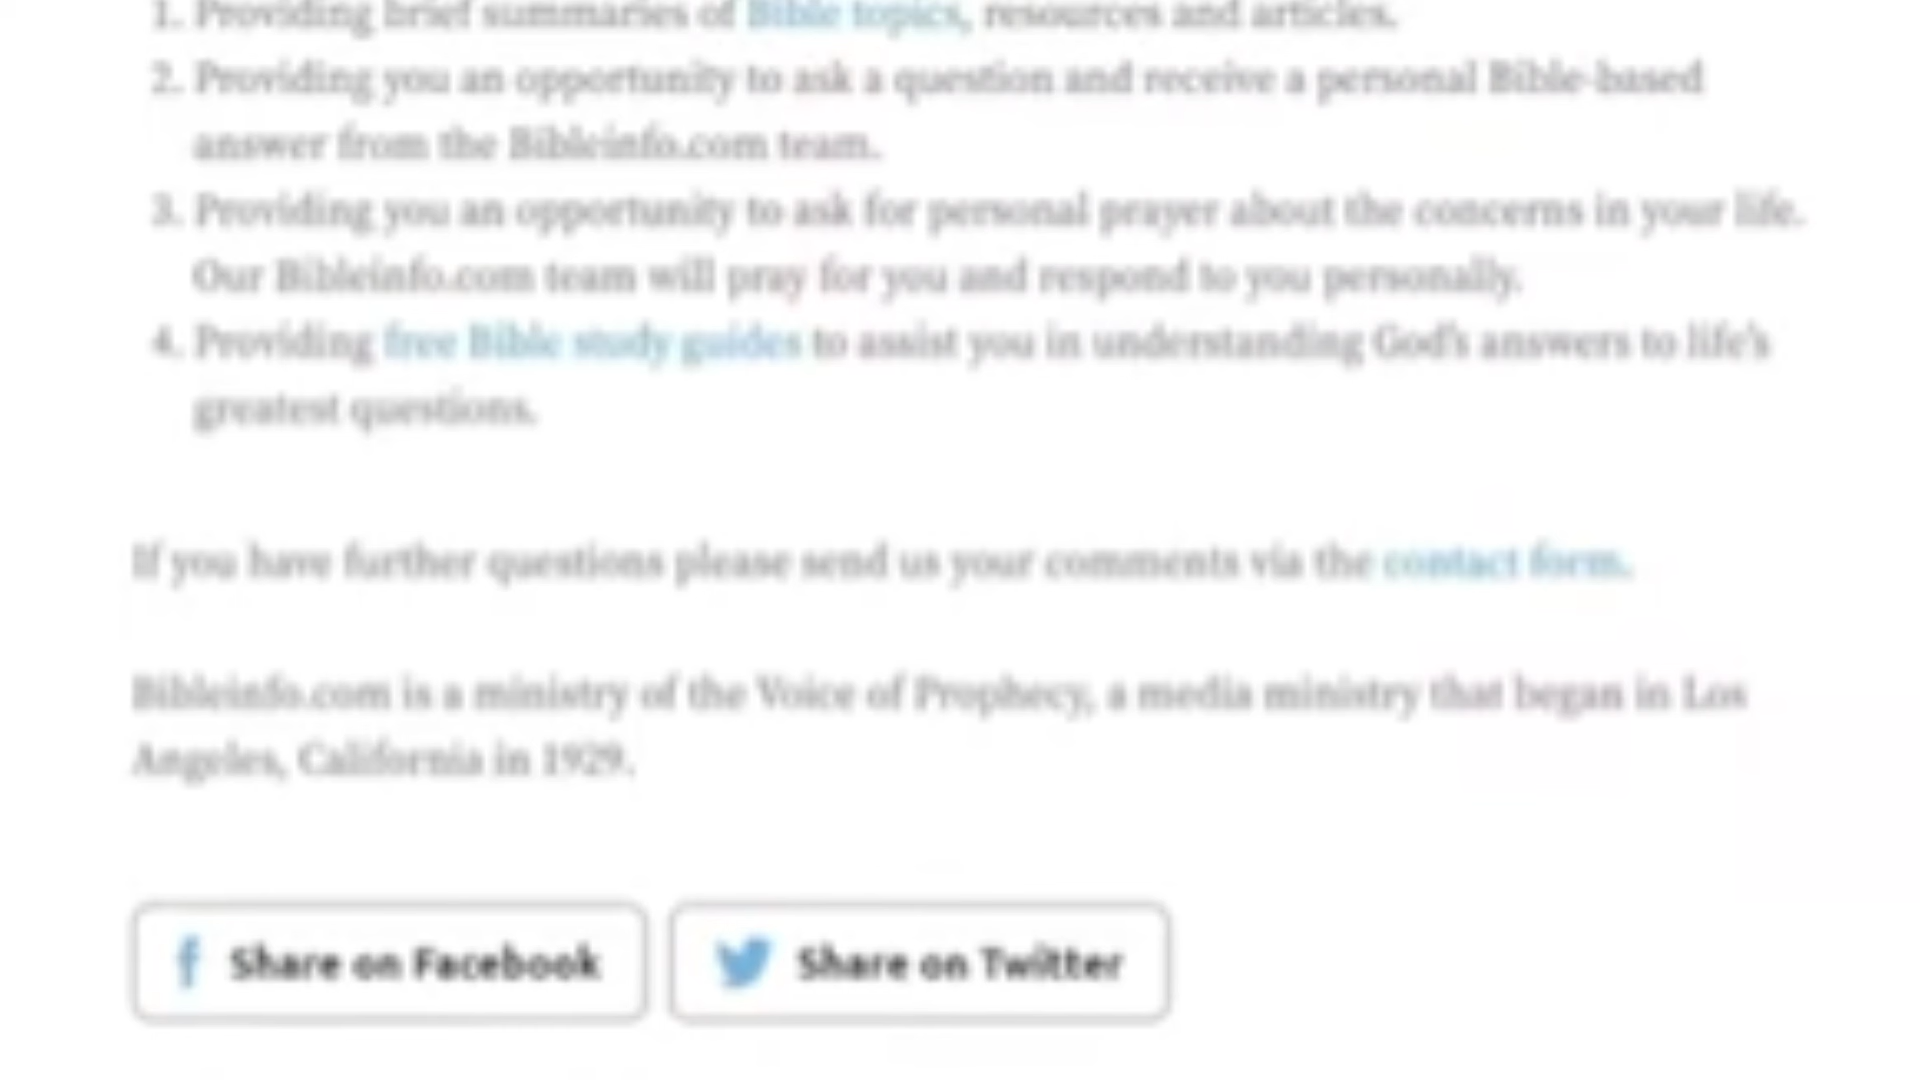 1. Providing brief summaries of Bible topics, resources and articles.
2. Providing you an opportunity to ask a question and receive a personal Bible-based
answer from the Bibleinfo.com team.
3. Providing you an opportunity to ask for personal prayer about the concerns in your life.
Our Bibleinfo.com team will pray for you and respond to you personally.
4. Providing free Bible study guides to assist you in understanding God's answers to life's
greatest questions.
If you have further questions please send us your comments via the contact form.
Bibleinfo.com is a ministry of the Voice of Prophecy, a media ministry that began in Los
Angeles, California in 1929.
Share on Facebook Share on Twitter